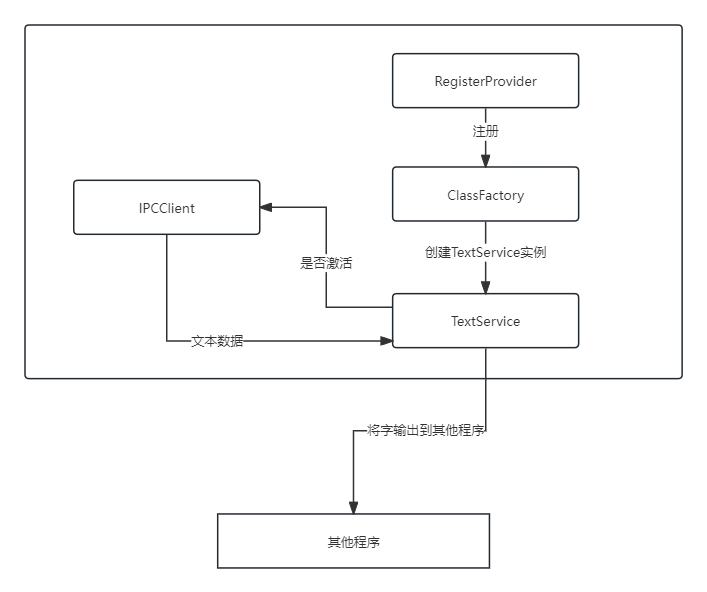 RegisterProvider
注册
ClassFactory
IPCClient
创建TextService实例
是否激活
TextService
文本数据
将字输出到其他程序
其他程序